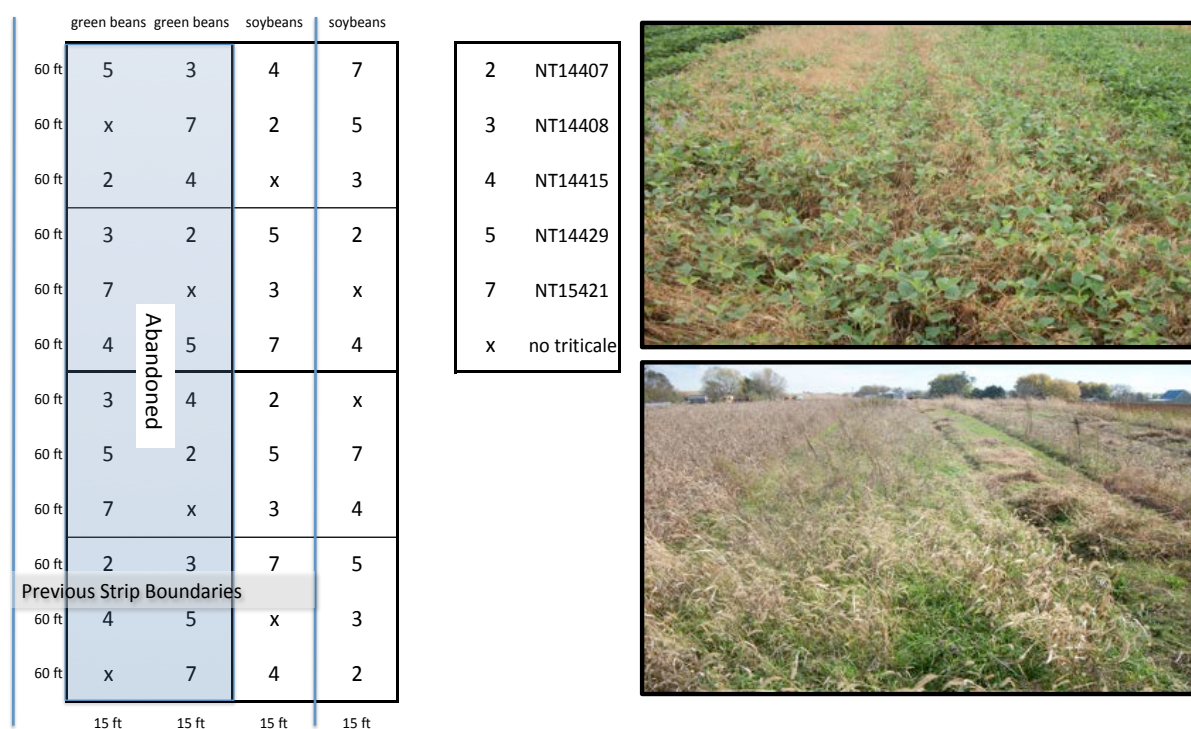 green beans green beans soybeans soybeans
60 ft 5 3 4 7
60 ft x 7 2 5
60 ft 2 4 x 3
60 ft 3 2 5 2
60 ft 7 x 3 x
60 ft 4 5 7 4
Abandoned
60 ft 3 4 2 x
60 ft 5 2 5 7
60 ft 7 x 3 4
60 ft 2 3 7 5
Previous Strip Boundaries
60 ft 4 5 x 3
60 ft x 7 4 2
15 ft 15 ft 15 ft 15 ft
2 NT14407
3 NT14408
4 NT14415
5 NT14429
7 NT15421
x no triticale